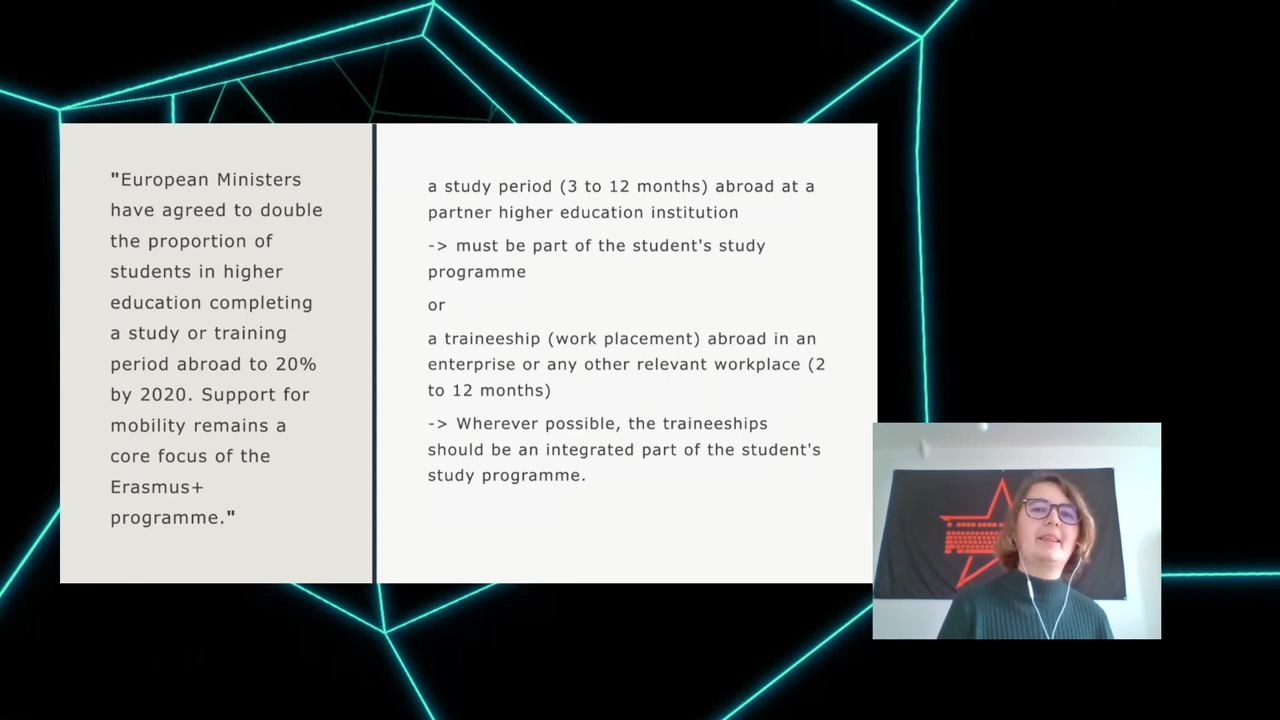 "European Ministers
have agreed to double
the proportion of
students in higher
education completing
a study or training
period abroad to 20%
by 2020. Support for
mobility remains a
core focus of the
Erasmus+
programme."
a study period (3 to 12 months) abroad at a
partner higher education institution
-> must be part of the student's study
programme
or
a traineeship (work placement) abroad in an
enterprise or any other relevant workplace (2
to 12 months)
-> Wherever possible, the traineeships
should be an integrated part of the student's
study programme.